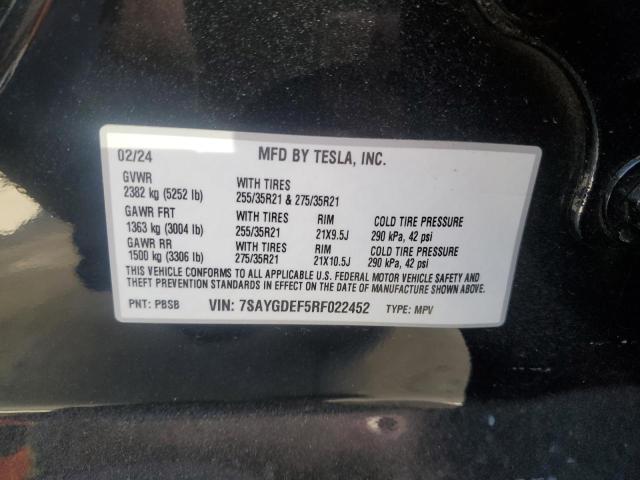 02/24 MFD BY TESLA, INC.
GVWR WITH TIRES
2382 kg (5252 lb) 255/35R21 & 275/35R21
GAWR FRT WITH TIRES RIM COLD TIRE PRESSURE
1363 kg (3004 lb) 255/35R21 21X9.5J 290 kPa, 42 psi
GAWR RR WITH TIRES RIM COLD TIRE PRESSURE
1500 kg (3306 lb) 275/35R21 21X10.5J 290 kPa, 42 psi
THIS VEHICLE CONFORMS TO ALL APPLICABLE U.S. FEDERAL MOTOR VEHICLE SAFETY AND
THEFT PREVENTION STANDARDS IN EFFECT ON THE DATE OF MANUFACTURE SHOWN ABOVE.
PNT: PBSB VIN: 7SAYGDEF5RF022452 TYPE: MPV